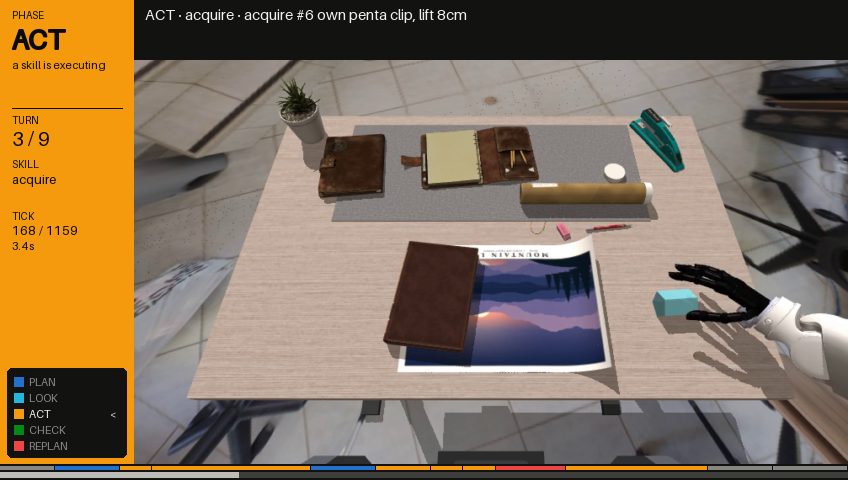 PHASE
ACT
a skill is executing
TURN
3 / 9
SKILL
acquire
TICK
168 / 1159
3.4s
PLAN
LOOK
ACT <
CHECK
REPLAN
ACT · acquire · acquire #6 own penta clip, lift 8cm
MOUNTAIN L